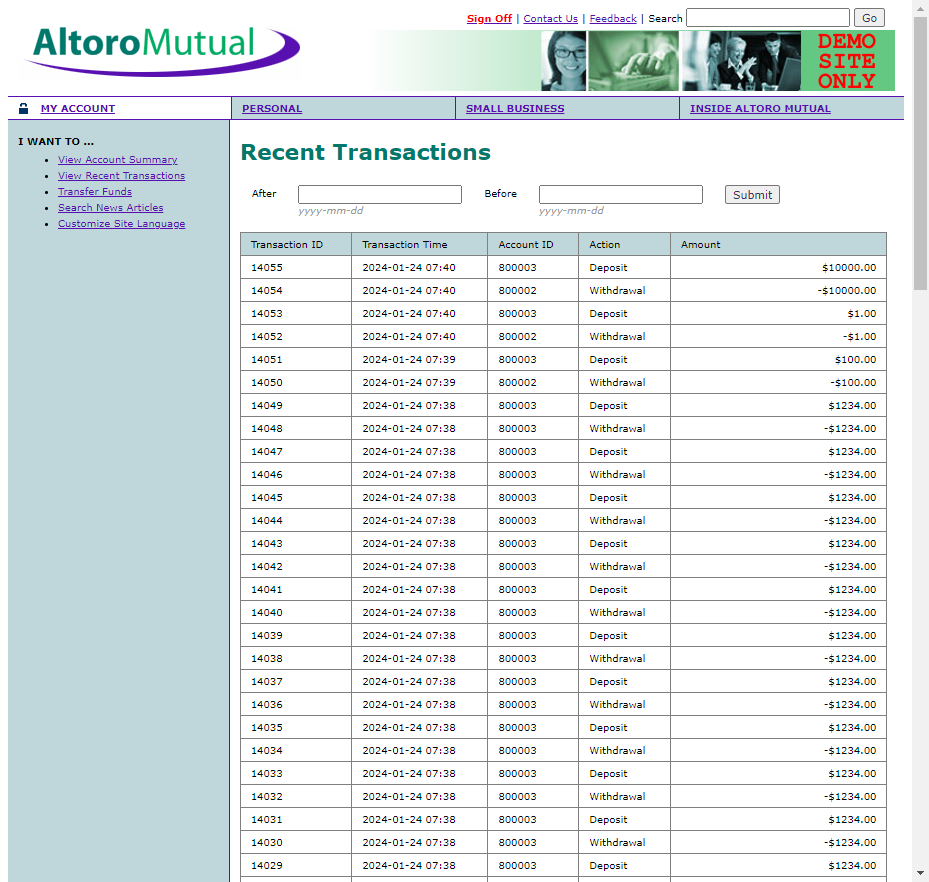 Sign Off | Contact Us | Feedback | Search Go
AltoroMutual
DEMO
SITE
ONLY
MY ACCOUNT PERSONAL SMALL BUSINESS INSIDE ALTORO MUTUAL
I WANT TO ...
• View Account Summary
• View Recent Transactions
• Transfer Funds
• Search News Articles
• Customize Site Language
Recent Transactions
After Before Submit
yyyy-mm-dd yyyy-mm-dd
Transaction ID Transaction Time Account ID Action Amount
14055 2024-01-24 07:40 800003 Deposit $10000.00
14054 2024-01-24 07:40 800002 Withdrawal -$10000.00
14053 2024-01-24 07:40 800003 Deposit $1.00
14052 2024-01-24 07:40 800002 Withdrawal -$1.00
14051 2024-01-24 07:39 800003 Deposit $100.00
14050 2024-01-24 07:39 800002 Withdrawal -$100.00
14049 2024-01-24 07:38 800003 Deposit $1234.00
14048 2024-01-24 07:38 800003 Withdrawal -$1234.00
14047 2024-01-24 07:38 800003 Deposit $1234.00
14046 2024-01-24 07:38 800003 Withdrawal -$1234.00
14045 2024-01-24 07:38 800003 Deposit $1234.00
14044 2024-01-24 07:38 800003 Withdrawal -$1234.00
14043 2024-01-24 07:38 800003 Deposit $1234.00
14042 2024-01-24 07:38 800003 Withdrawal -$1234.00
14041 2024-01-24 07:38 800003 Deposit $1234.00
14040 2024-01-24 07:38 800003 Withdrawal -$1234.00
14039 2024-01-24 07:38 800003 Deposit $1234.00
14038 2024-01-24 07:38 800003 Withdrawal -$1234.00
14037 2024-01-24 07:38 800003 Deposit $1234.00
14036 2024-01-24 07:38 800003 Withdrawal -$1234.00
14035 2024-01-24 07:38 800003 Deposit $1234.00
14034 2024-01-24 07:38 800003 Withdrawal -$1234.00
14033 2024-01-24 07:38 800003 Deposit $1234.00
14032 2024-01-24 07:38 800003 Withdrawal -$1234.00
14031 2024-01-24 07:38 800003 Deposit $1234.00
14030 2024-01-24 07:38 800003 Withdrawal -$1234.00
14029 2024-01-24 07:38 800003 Deposit $1234.00